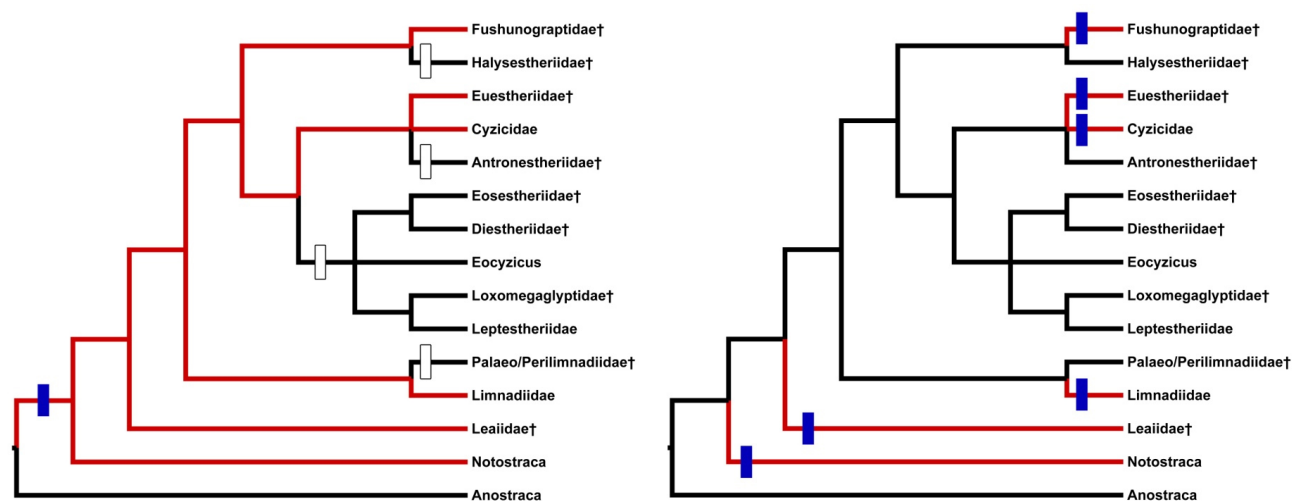 Fushunograptidae†
Halysestheriidae†
Euestheriidae†
Cyzicidae
Antronestheriidae†
Eosestheriidae†
Diestheriidae†
Eocyzicus
Loxomegaglyptidae†
Leptestheriidae
Palaeo/Perilimnadiidae†
Limnadiidae
Leaiidae†
Notostraca
Anostraca
Fushunograptidae†
Halysestheriidae†
Euestheriidae†
Cyzicidae
Antronestheriidae†
Eosestheriidae†
Diestheriidae†
Eocyzicus
Loxomegaglyptidae†
Leptestheriidae
Palaeo/Perilimnadiidae†
Limnadiidae
Leaiidae†
Notostraca
Anostraca